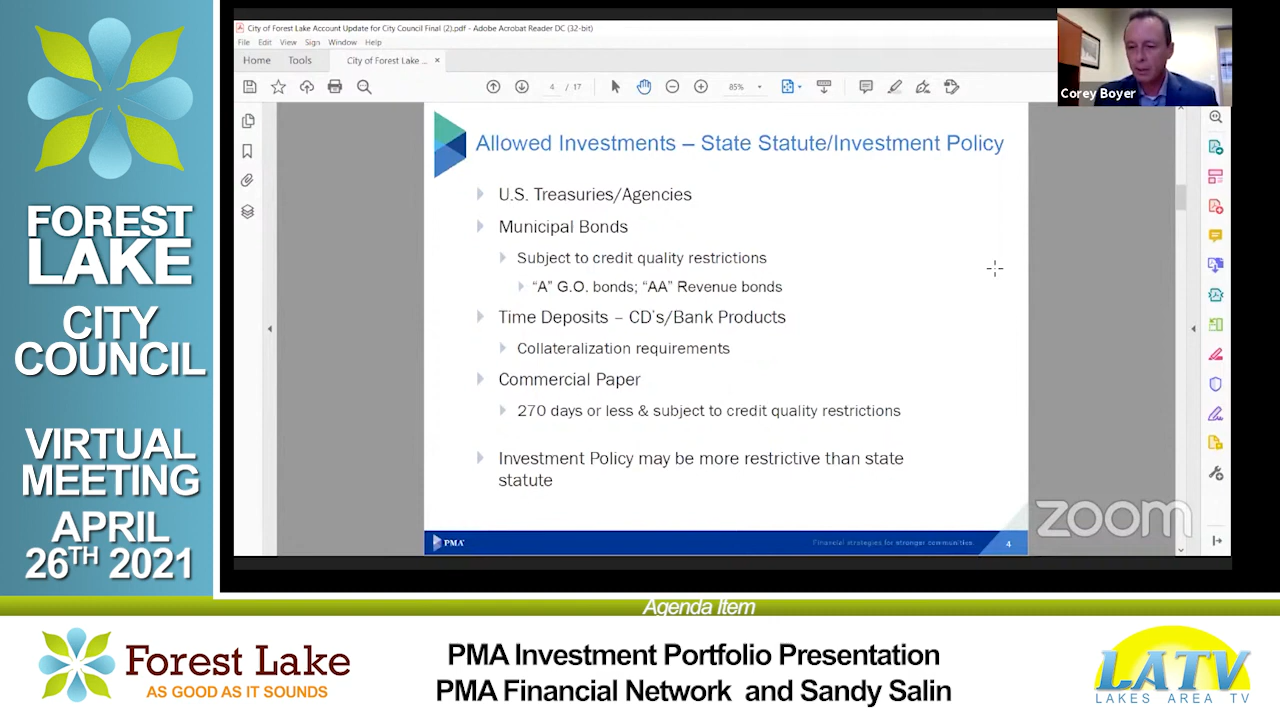 FOREST
LAKE
CITY
COUNCIL
VIRTUAL
MEETING
APRIL
26TH 2021
City of Forest Lake Account Update for City Council Final (2).pdf - Adobe Acrobat Reader DC (32-bit)
File Edit View Sign Window Help
Home Tools City of Forest Lake ... ×
4 / 17 85%
Corey Boyer
Allowed Investments – State Statute/Investment Policy
U.S. Treasuries/Agencies
Municipal Bonds
Subject to credit quality restrictions
“A” G.O. bonds; “AA” Revenue bonds
Time Deposits – CD's/Bank Products
Collateralization requirements
Commercial Paper
270 days or less & subject to credit quality restrictions
Investment Policy may be more restrictive than state
statute
PMA
Financial strategies for stronger communities.
4
zoom
Agenda Item
Forest Lake
AS GOOD AS IT SOUNDS
PMA Investment Portfolio Presentation
PMA Financial Network and Sandy Salin
LATV
LAKES AREA TV